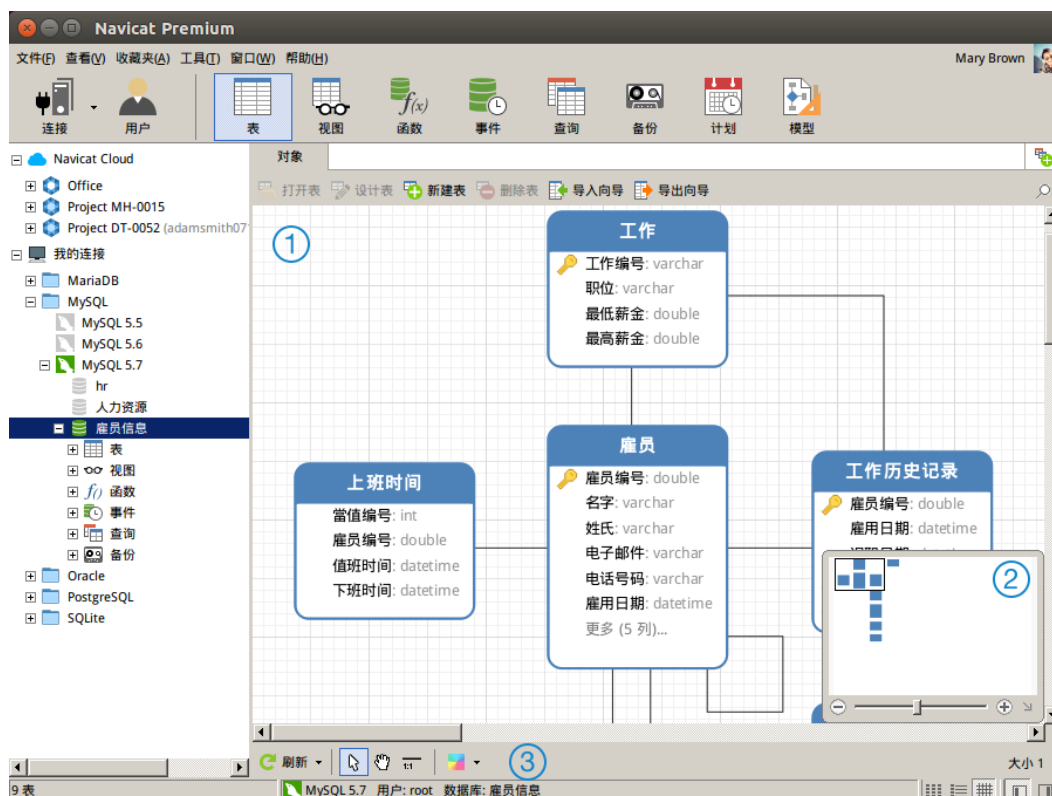 Navicat Premium
文件(F) 查看(V) 收藏夹(A) 工具(T) 窗口(W) 帮助(H) Mary Brown
连接 用户 表 视图 函数 事件 查询 备份 计划 模型
Navicat Cloud
Office
Project MH-0015
Project DT-0052 (adamsmith07
我的连接
MariaDB
MySQL
MySQL 5.5
MySQL 5.6
MySQL 5.7
hr
人力资源
雇员信息
表
视图
函数
事件
查询
备份
Oracle
PostgreSQL
SQLite
对象
打开表 设计表 新建表 删除表 导入向导 导出向导
①
工作
工作编号: varchar
职位: varchar
最低薪金: double
最高薪金: double
上班时间
當值编号: int
雇员编号: double
值班时间: datetime
下班时间: datetime
雇员
雇员编号: double
名字: varchar
姓氏: varchar
电子邮件: varchar
电话号码: varchar
雇用日期: datetime
更多 (5 列)...
工作历史记录
雇员编号: double
雇用日期: datetime
②
刷新 1:1 ③ 大小 1
9 表 MySQL 5.7 用户: root 数据库: 雇员信息